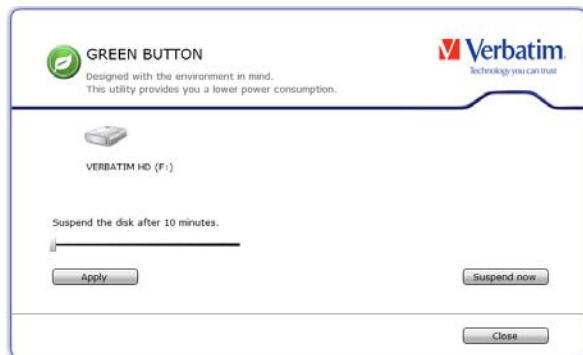 GREEN BUTTON
Designed with the environment in mind.
This utility provides you a lower power consumption.
Verbatim.
Technology you can trust
VERBATIM HD (F:)
Suspend the disk after 10 minutes.
Apply
Suspend now
Close